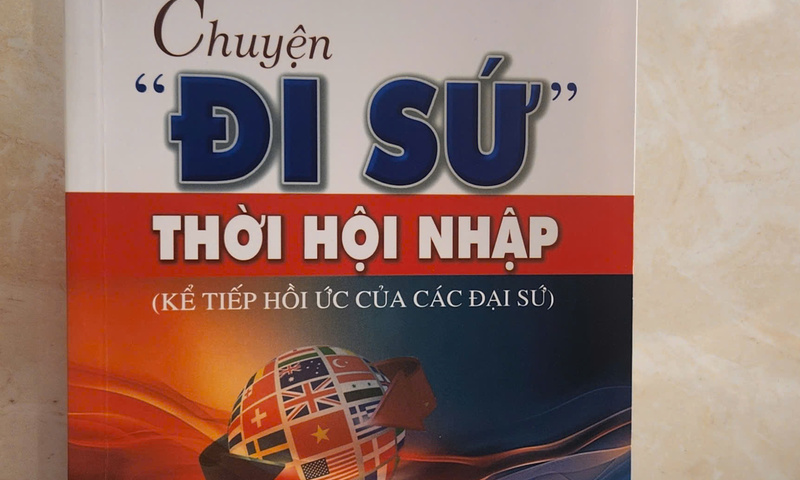 Chuyện
“ĐI SỨ”
THỜI HỘI NHẬP
(KỂ TIẾP HỒI ỨC CỦA CÁC ĐẠI SỨ)